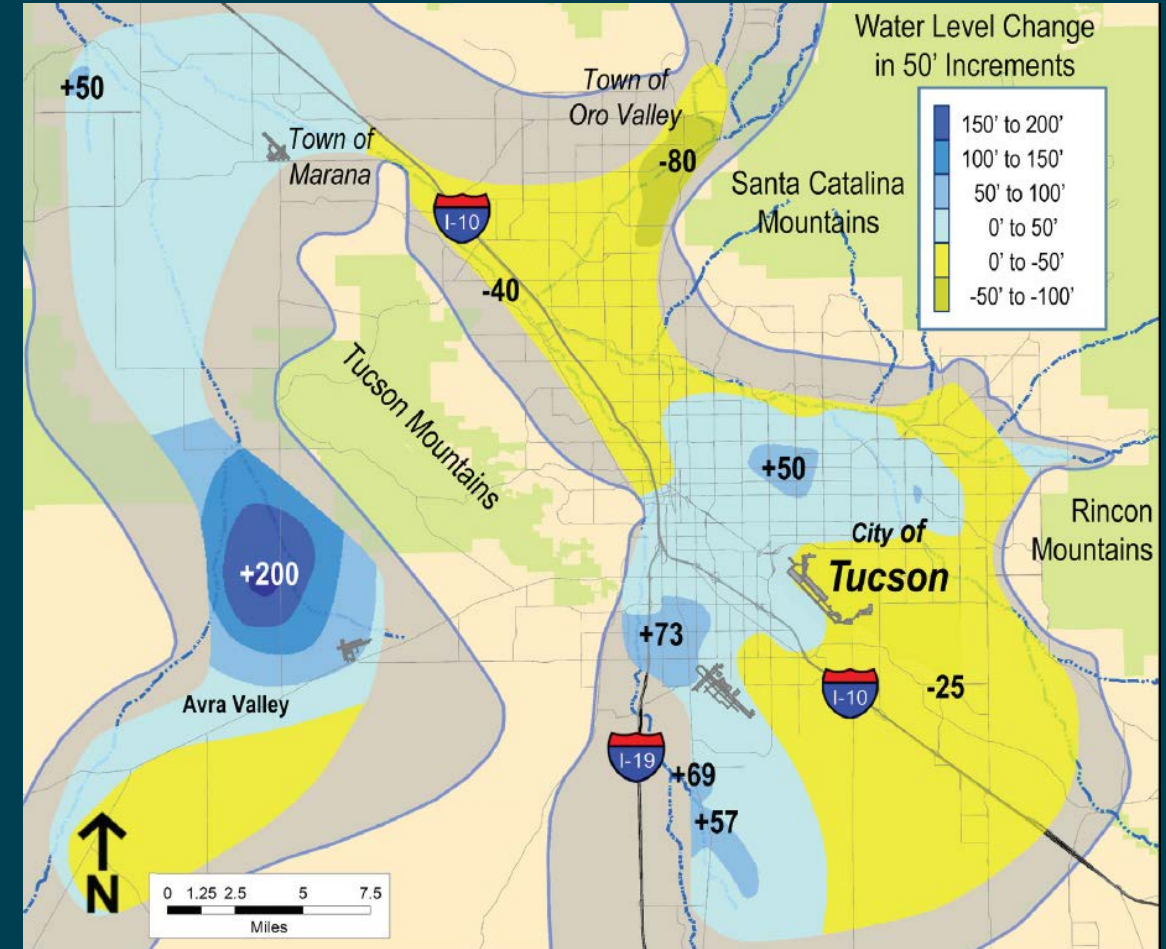 Water Level Change
in 50' Increments
150' to 200'
100' to 150'
50' to 100'
0' to 50'
0' to -50'
-50' to -100'
+50
Town of
Oro Valley
Town of
Marana
-80
Santa Catalina
Mountains
I-10
-40
Tucson Mountains
+50
Rincon
Mountains
City of
Tucson
+200
+73
-25
I-10
Avra Valley
I-19
+69
+57
N
0 1.25 2.5 5 7.5
Miles